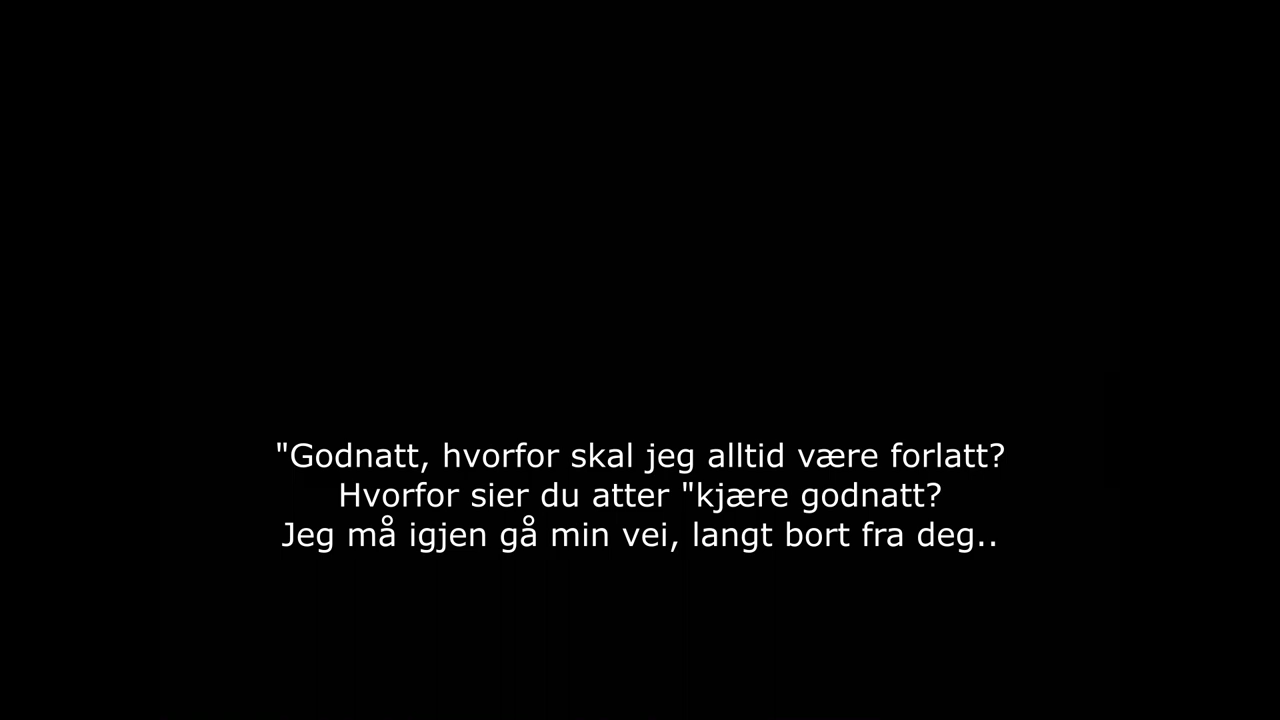 "Godnatt, hvorfor skal jeg alltid være forlatt?
Hvorfor sier du atter "kjære godnatt?
Jeg må igjen gå min vei, langt bort fra deg..